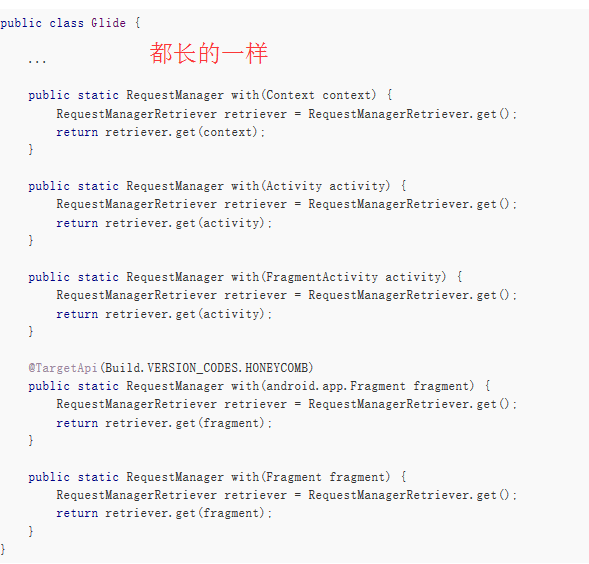 public class Glide {
...
都长的一样
public static RequestManager with(Context context) {
RequestManagerRetriever retriever = RequestManagerRetriever.get();
return retriever.get(context);
}
public static RequestManager with(Activity activity) {
RequestManagerRetriever retriever = RequestManagerRetriever.get();
return retriever.get(activity);
}
public static RequestManager with(FragmentActivity activity) {
RequestManagerRetriever retriever = RequestManagerRetriever.get();
return retriever.get(activity);
}
@TargetApi(Build.VERSION_CODES.HONEYCOMB)
public static RequestManager with(android.app.Fragment fragment) {
RequestManagerRetriever retriever = RequestManagerRetriever.get();
return retriever.get(fragment);
}
public static RequestManager with(Fragment fragment) {
RequestManagerRetriever retriever = RequestManagerRetriever.get();
return retriever.get(fragment);
}
}